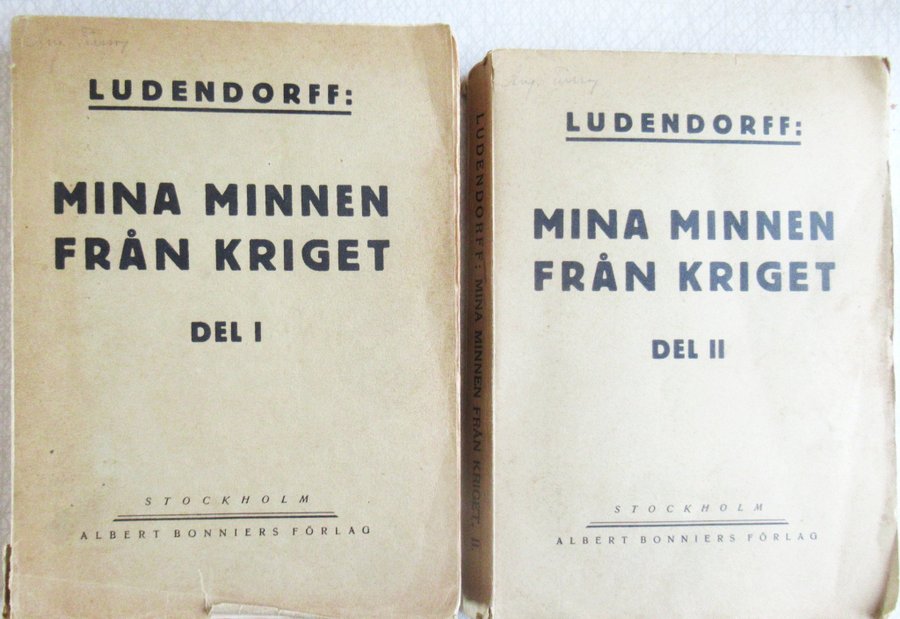 LUDENDORFF:
MINA MINNEN
FRÅN KRIGET
DEL I
STOCKHOLM
ALBERT BONNIERS FÖRLAG
LUDENDORFF: MINA MINNEN FRÅN KRIGET. II
LUDENDORFF:
MINA MINNEN
FRÅN KRIGET
DEL II
STOCKHOLM
ALBERT BONNIERS FÖRLAG